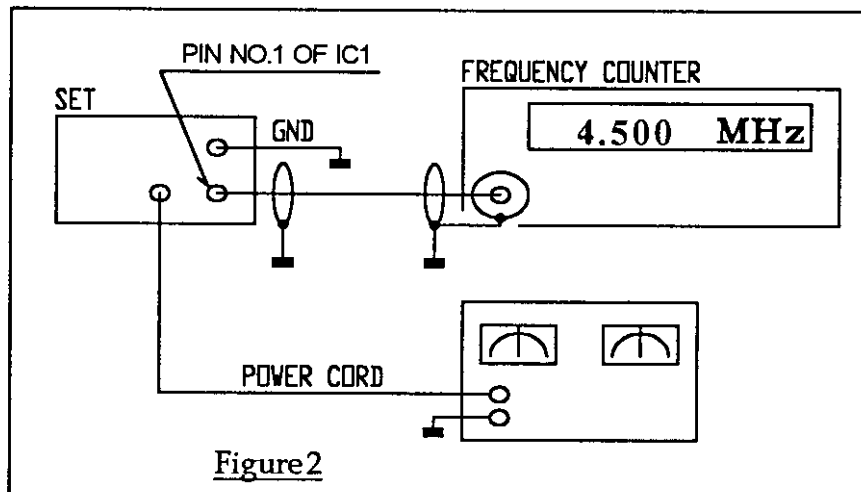 PIN NO.1 OF IC1
FREQUENCY COUNTER
SET
4.500 MHz
GND
POWER CORD
Figure2